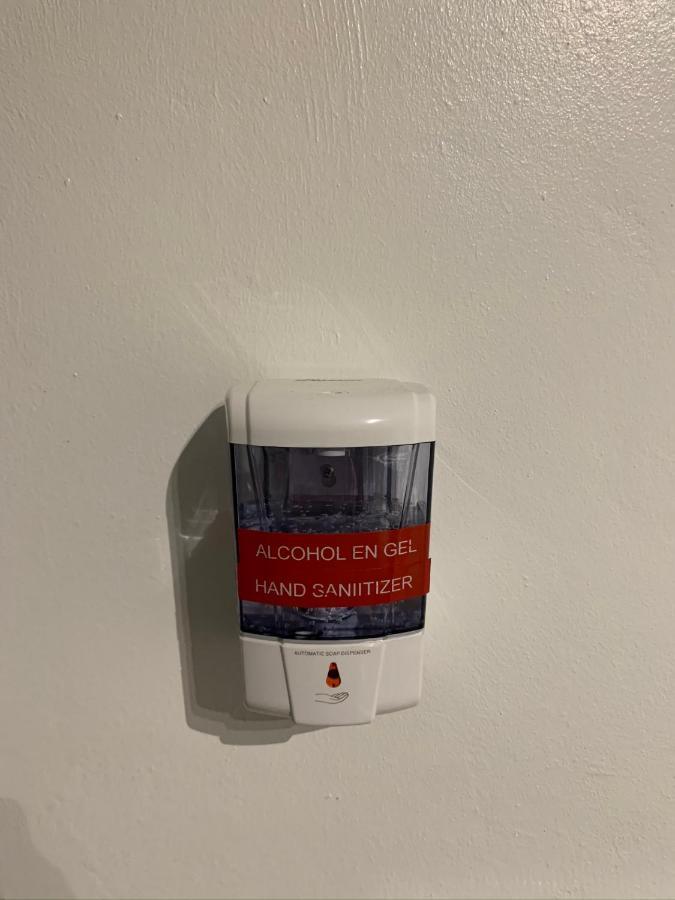 ALCOHOL EN GEL
HAND SANIITIZER
AUTOMATIC SOAP DISPENSER